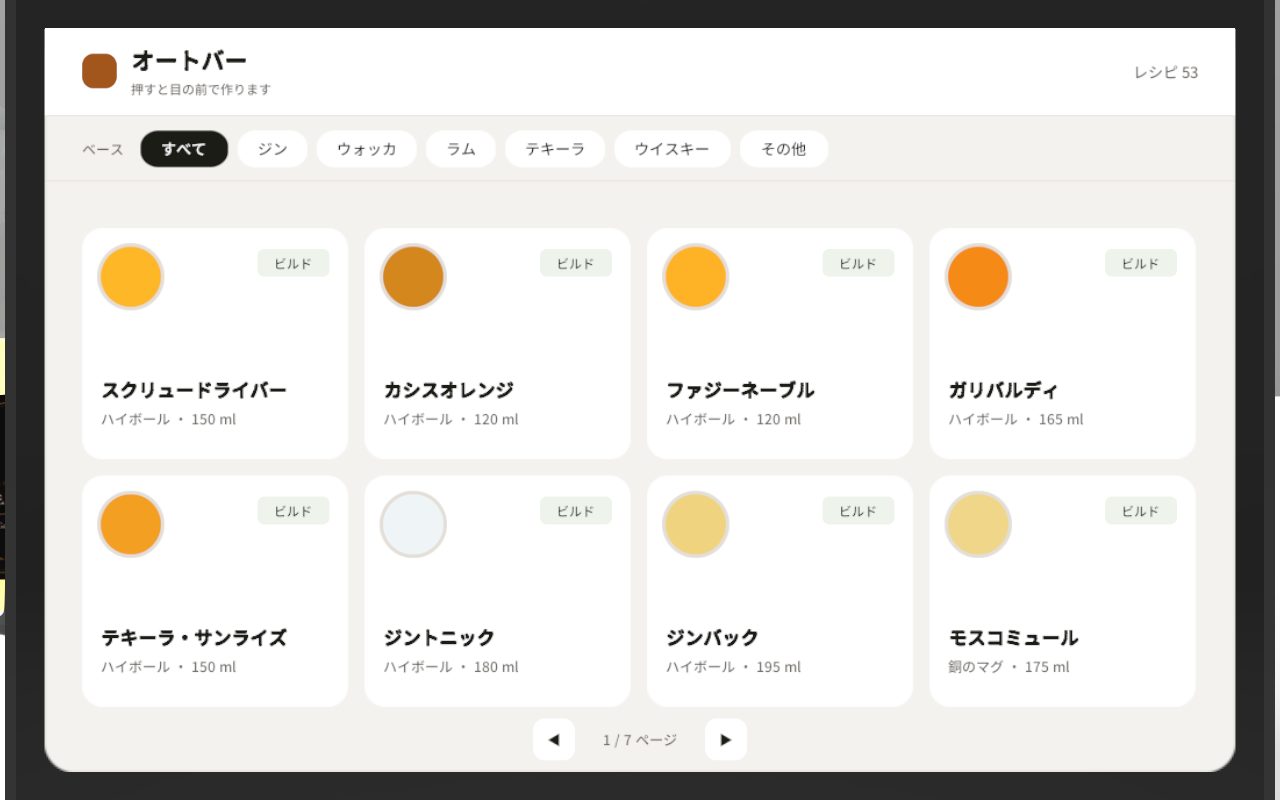 オートバー
押すと目の前で作ります
レシピ 53
ベース すべて ジン ウォッカ ラム テキーラ ウイスキー その他
ビルド
スクリュードライバー
ハイボール ・ 150 ml
ビルド
カシスオレンジ
ハイボール ・ 120 ml
ビルド
ファジーネーブル
ハイボール ・ 120 ml
ビルド
ガリバルディ
ハイボール ・ 165 ml
ビルド
テキーラ・サンライズ
ハイボール ・ 150 ml
ビルド
ジントニック
ハイボール ・ 180 ml
ビルド
ジンバック
ハイボール ・ 195 ml
ビルド
モスコミュール
銅のマグ ・ 175 ml
◀ 1 / 7 ページ ▶